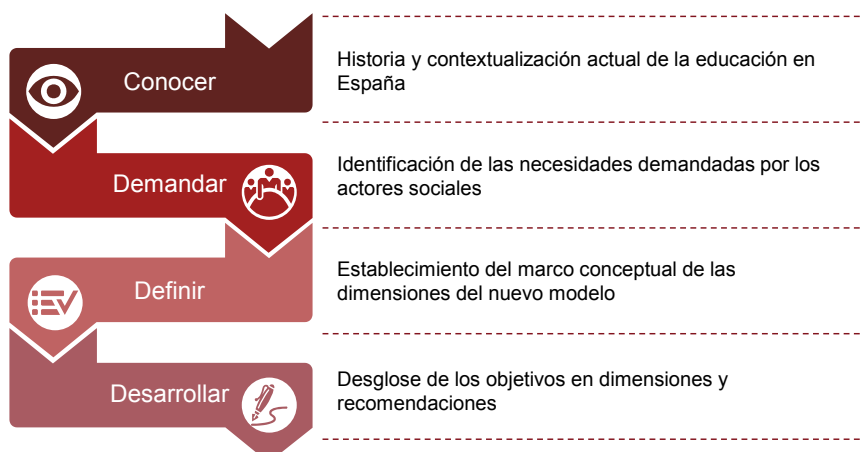 Conocer
Historia y contextualización actual de la educación en
España
Demandar
Identificación de las necesidades demandadas por los
actores sociales
Definir
Establecimiento del marco conceptual de las
dimensiones del nuevo modelo
Desarrollar
Desglose de los objetivos en dimensiones y
recomendaciones